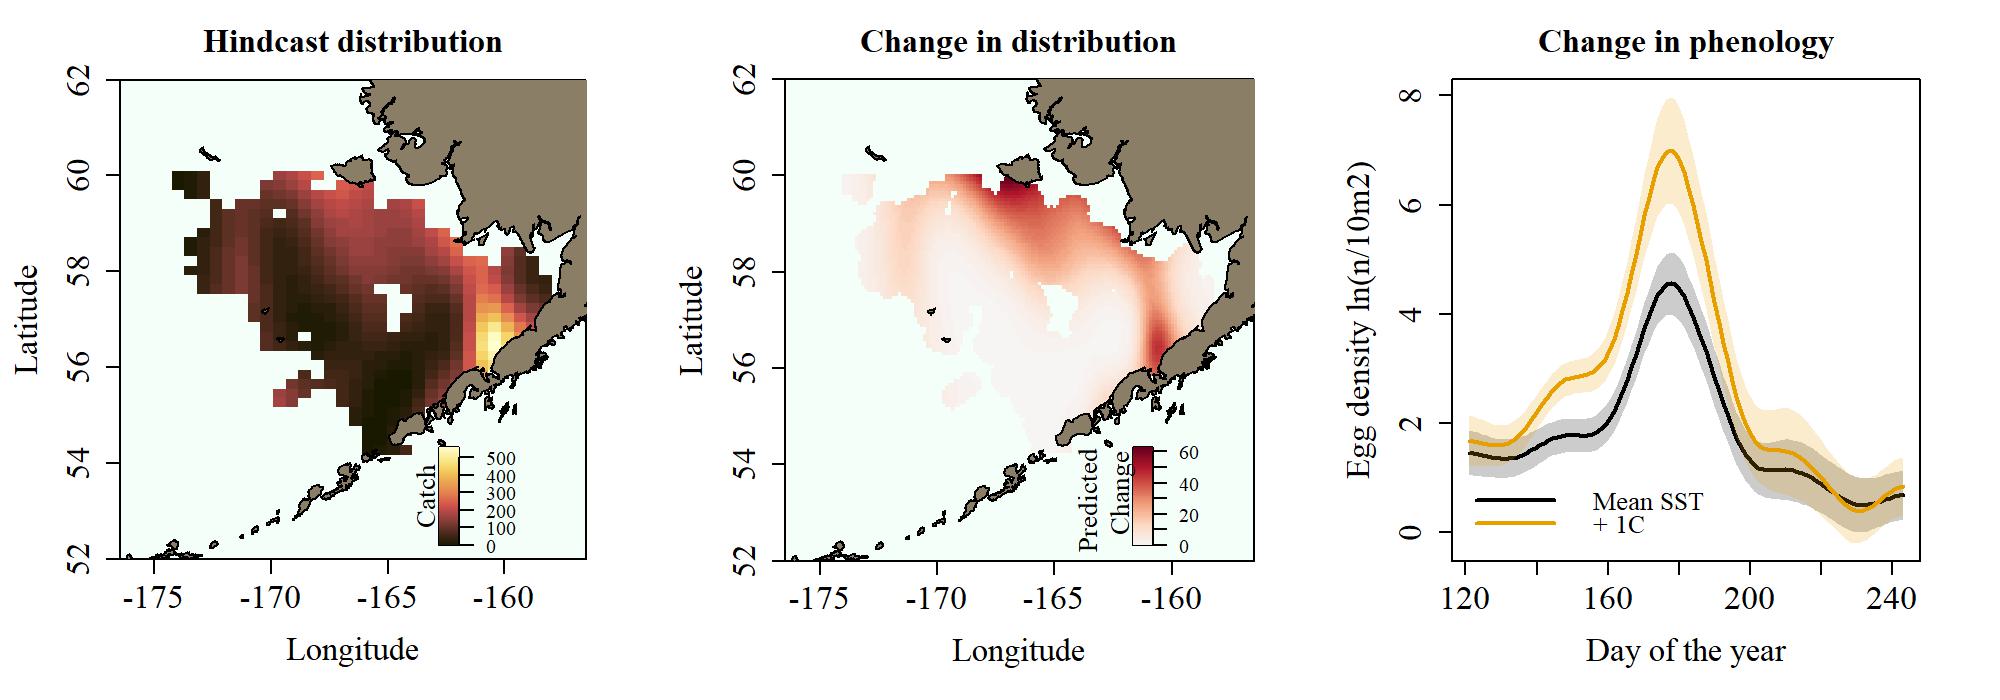 Hindcast distribution
Latitude
62
60
58
56
54
52
Catch
500
400
300
200
100
0
-175
-170
-165
-160
Longitude
Change in distribution
Latitude
62
60
58
56
54
52
Predicted
Change
60
40
20
0
-175
-170
-165
-160
Longitude
Change in phenology
Egg density ln(n/10m2)
8
6
4
2
0
Mean SST
+ 1C
120
160
200
240
Day of the year